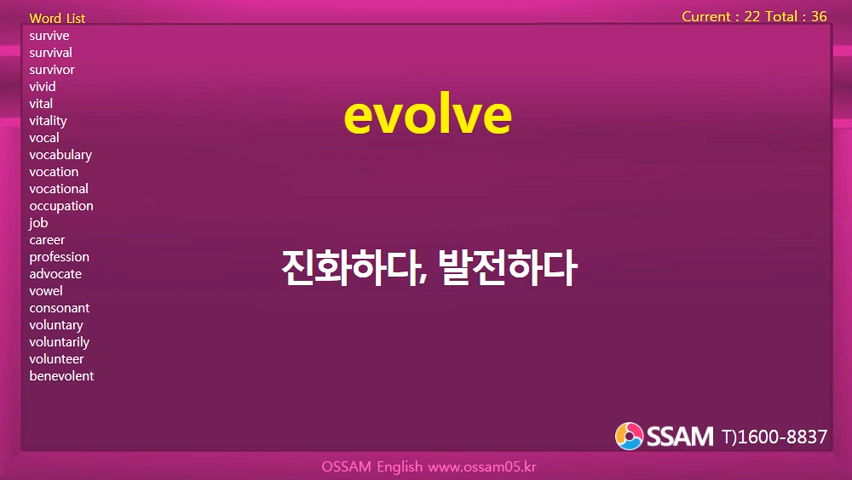 Word List
Current : 22 Total : 36
survive
survival
survivor
vivid
vital
vitality
vocal
vocabulary
vocation
vocational
occupation
job
career
profession
advocate
vowel
consonant
voluntary
voluntarily
volunteer
benevolent
evolve
진화하다, 발전하다
SSAM T)1600-8837
OSSAM English www.ossam05.kr